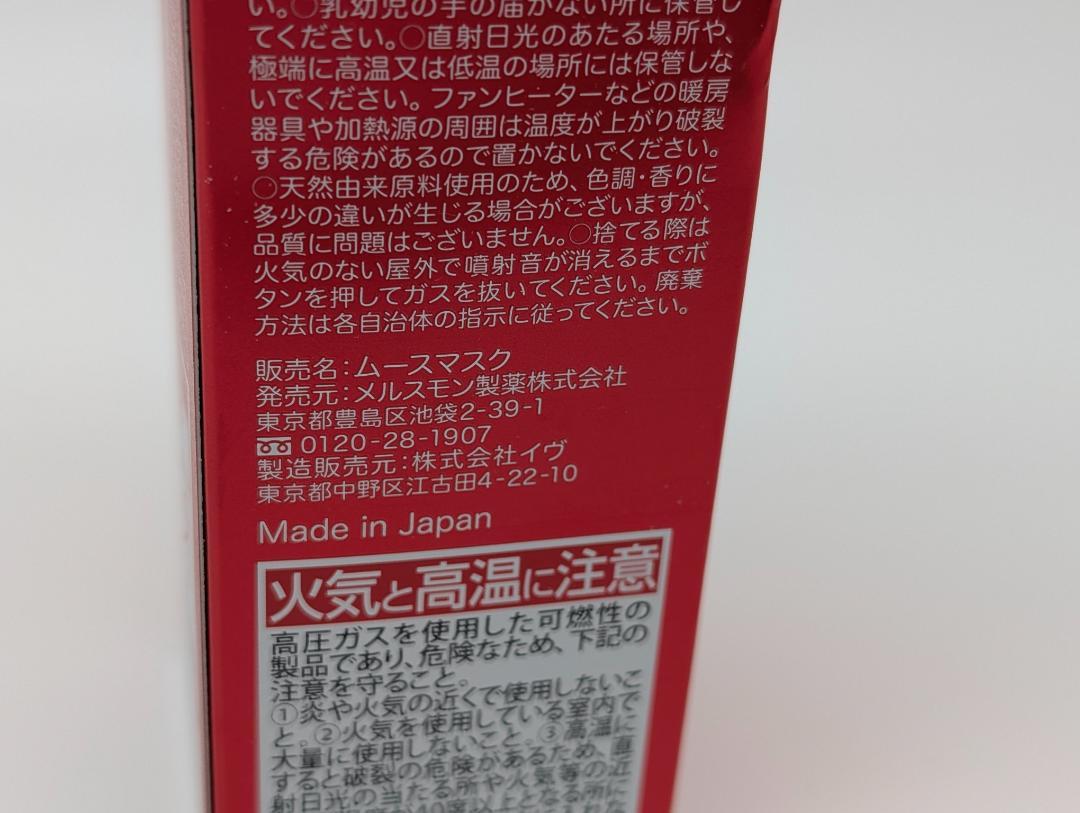 い。○乳幼児の手の届かない所に保管し
てください。○直射日光のあたる場所や、
極端に高温又は低温の場所には保管しな
いでください。ファンヒーターなどの暖房
器具や加熱源の周囲は温度が上がり破裂
する危険があるので置かないでください。
○天然由来原料使用のため、色調・香りに
多少の違いが生じる場合がございますが、
品質に問題はございません。○捨てる際は
火気のない屋外で噴射音が消えるまでボ
タンを押してガスを抜いてください。廃棄
方法は各自治体の指示に従ってください。
販売名：ムースマスク
発売元：メルスモン製薬株式会社
東京都豊島区池袋2-39-1
0120-28-1907
製造販売元：株式会社イヴ
東京都中野区江古田4-22-10
Made in Japan
火気と高温に注意
高圧ガスを使用した可燃性の
製品であり、危険なため、下記の
注意を守ること。
①炎や火気の近くで使用しないこ
と。②火気を使用している室内で
大量に使用しないこと。③高温に
すると破裂の危険があるため、直
射日光の当たる所や火気等の近